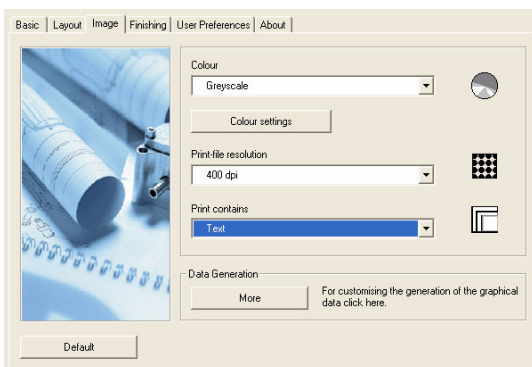 Basic Layout Image Finishing User Preferences About
Colour
Greyscale
Colour settings
Print-file resolution
400 dpi
Print contains
Text
Data Generation
More
For customising the generation of the graphical
data click here.
Default